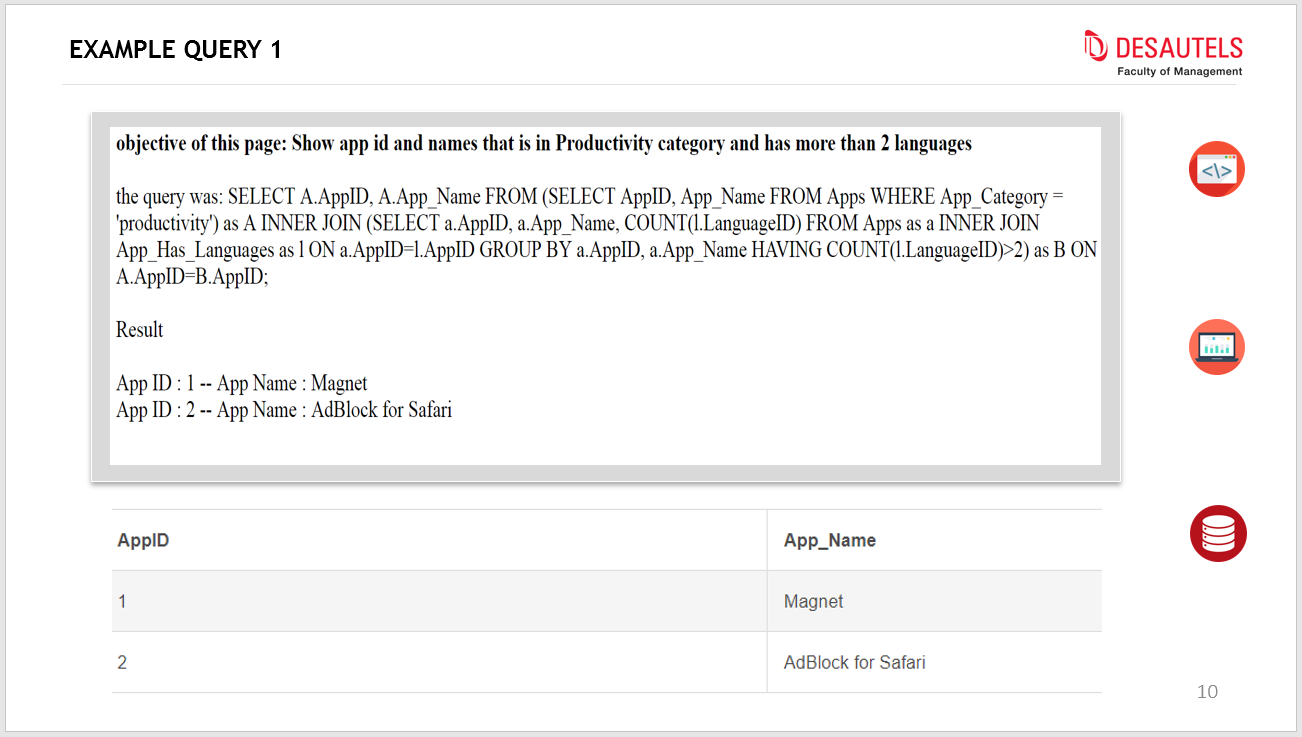 EXAMPLE QUERY 1
DESAUTELS
Faculty of Management
objective of this page: Show app id and names that is in Productivity category and has more than 2 languages
the query was: SELECT A.AppID, A.App_Name FROM (SELECT AppID, App_Name FROM Apps WHERE App_Category =
'productivity') as A INNER JOIN (SELECT a.AppID, a.App_Name, COUNT(l.LanguageID) FROM Apps as a INNER JOIN
App_Has_Languages as l ON a.AppID=l.AppID GROUP BY a.AppID, a.App_Name HAVING COUNT(l.LanguageID)>2) as B ON
A.AppID=B.AppID;
Result
App ID : 1 -- App Name : Magnet
App ID : 2 -- App Name : AdBlock for Safari
AppID App_Name
1 Magnet
2 AdBlock for Safari
10